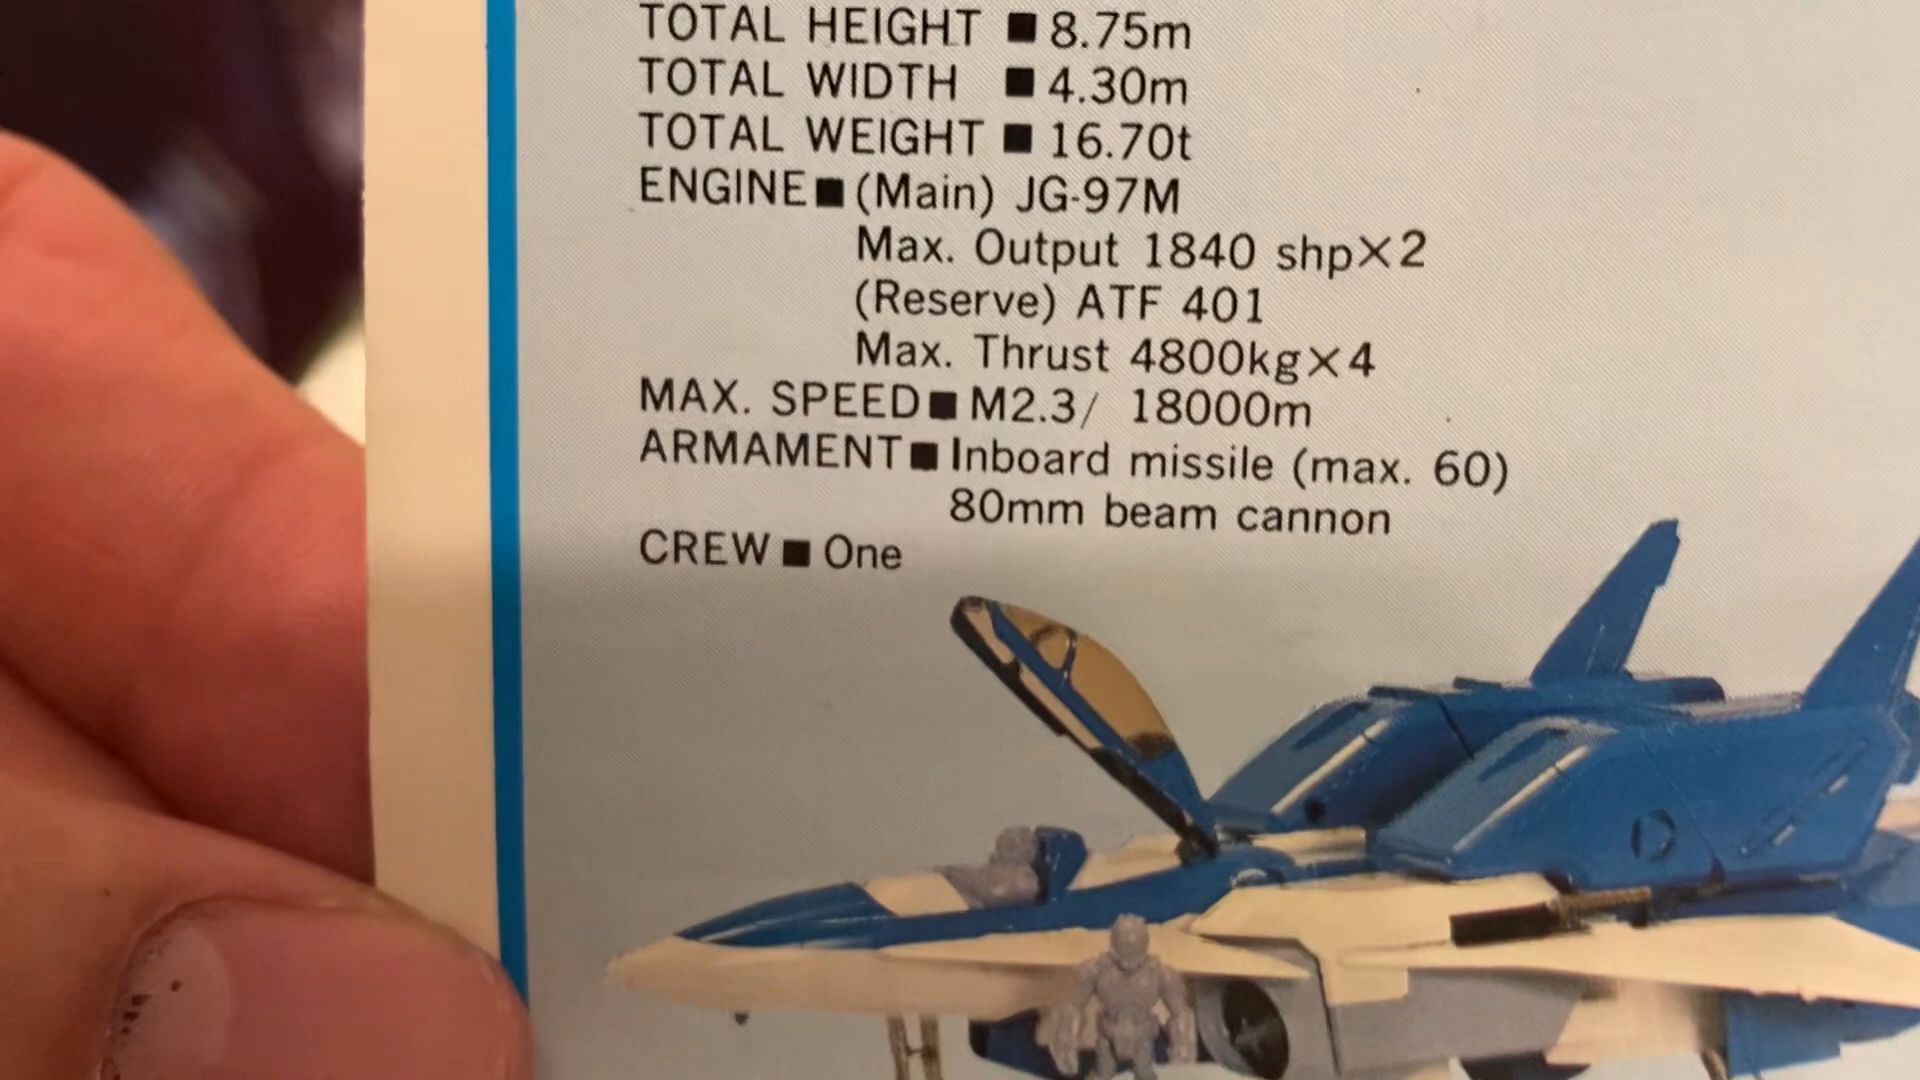 TOTAL HEIGHT ■ 8.75m
TOTAL WIDTH ■ 4.30m
TOTAL WEIGHT ■ 16.70t
ENGINE ■ (Main) JG-97M
Max. Output 1840 shp×2
(Reserve) ATF 401
Max. Thrust 4800kg×4
MAX. SPEED ■ M2.3/ 18000m
ARMAMENT ■ Inboard missile (max. 60)
80mm beam cannon
CREW ■ One